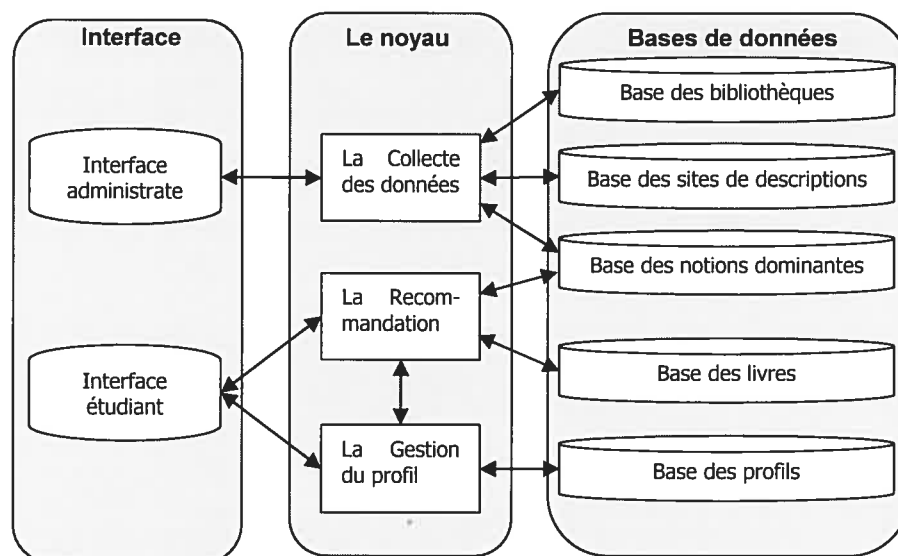 Interface
Le noyau
Bases de données
Base des bibliothèques
Interface
administrate
La Collecte
des données
Base des sites de descriptions
Base des notions dominantes
La Recom-
mandation
Interface
étudiant
Base des livres
La Gestion
du profil
Base des profils